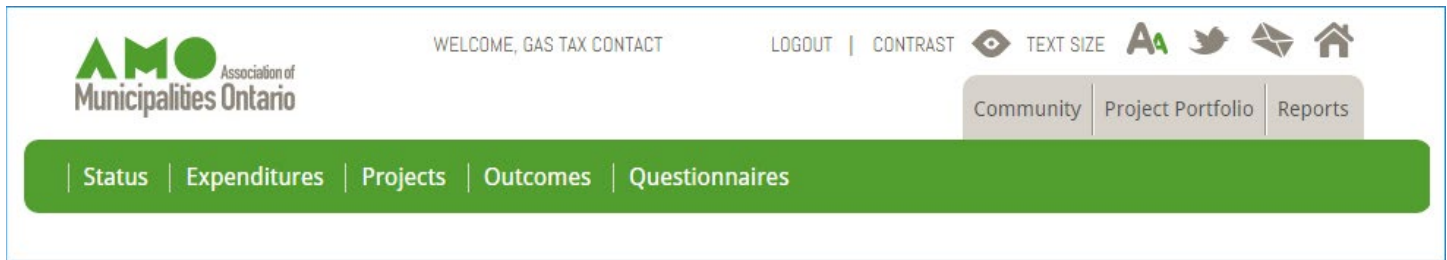 AMO Association of
Municipalities Ontario
WELCOME, GAS TAX CONTACT
LOGOUT | CONTRAST TEXT SIZE AA
Community Project Portfolio Reports
| Status | Expenditures | Projects | Outcomes | Questionnaires